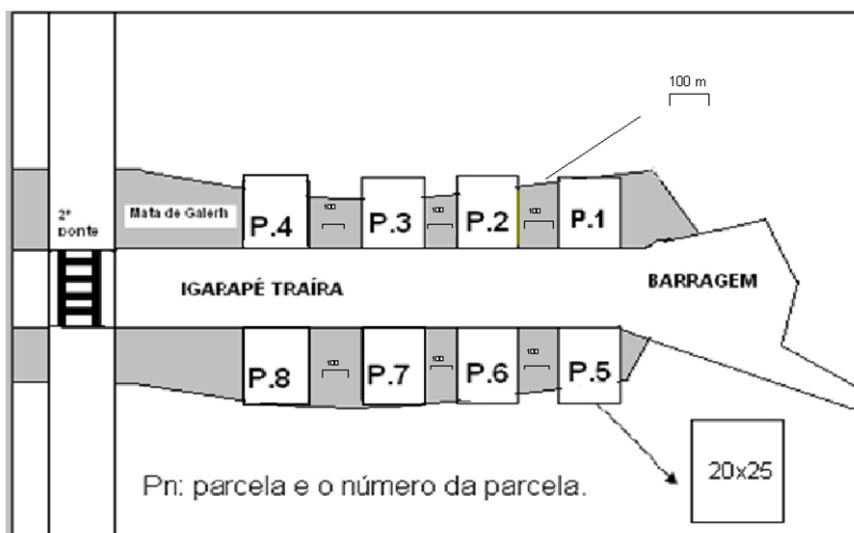 100 m
2ª
ponte
Mata de Galeria
P.4
100
P.3
100
P.2
100
P.1
IGARAPÉ TRAÍRA
BARRAGEM
P.8
100
P.7
100
P.6
100
P.5
20x25
Pn: parcela e o número da parcela.